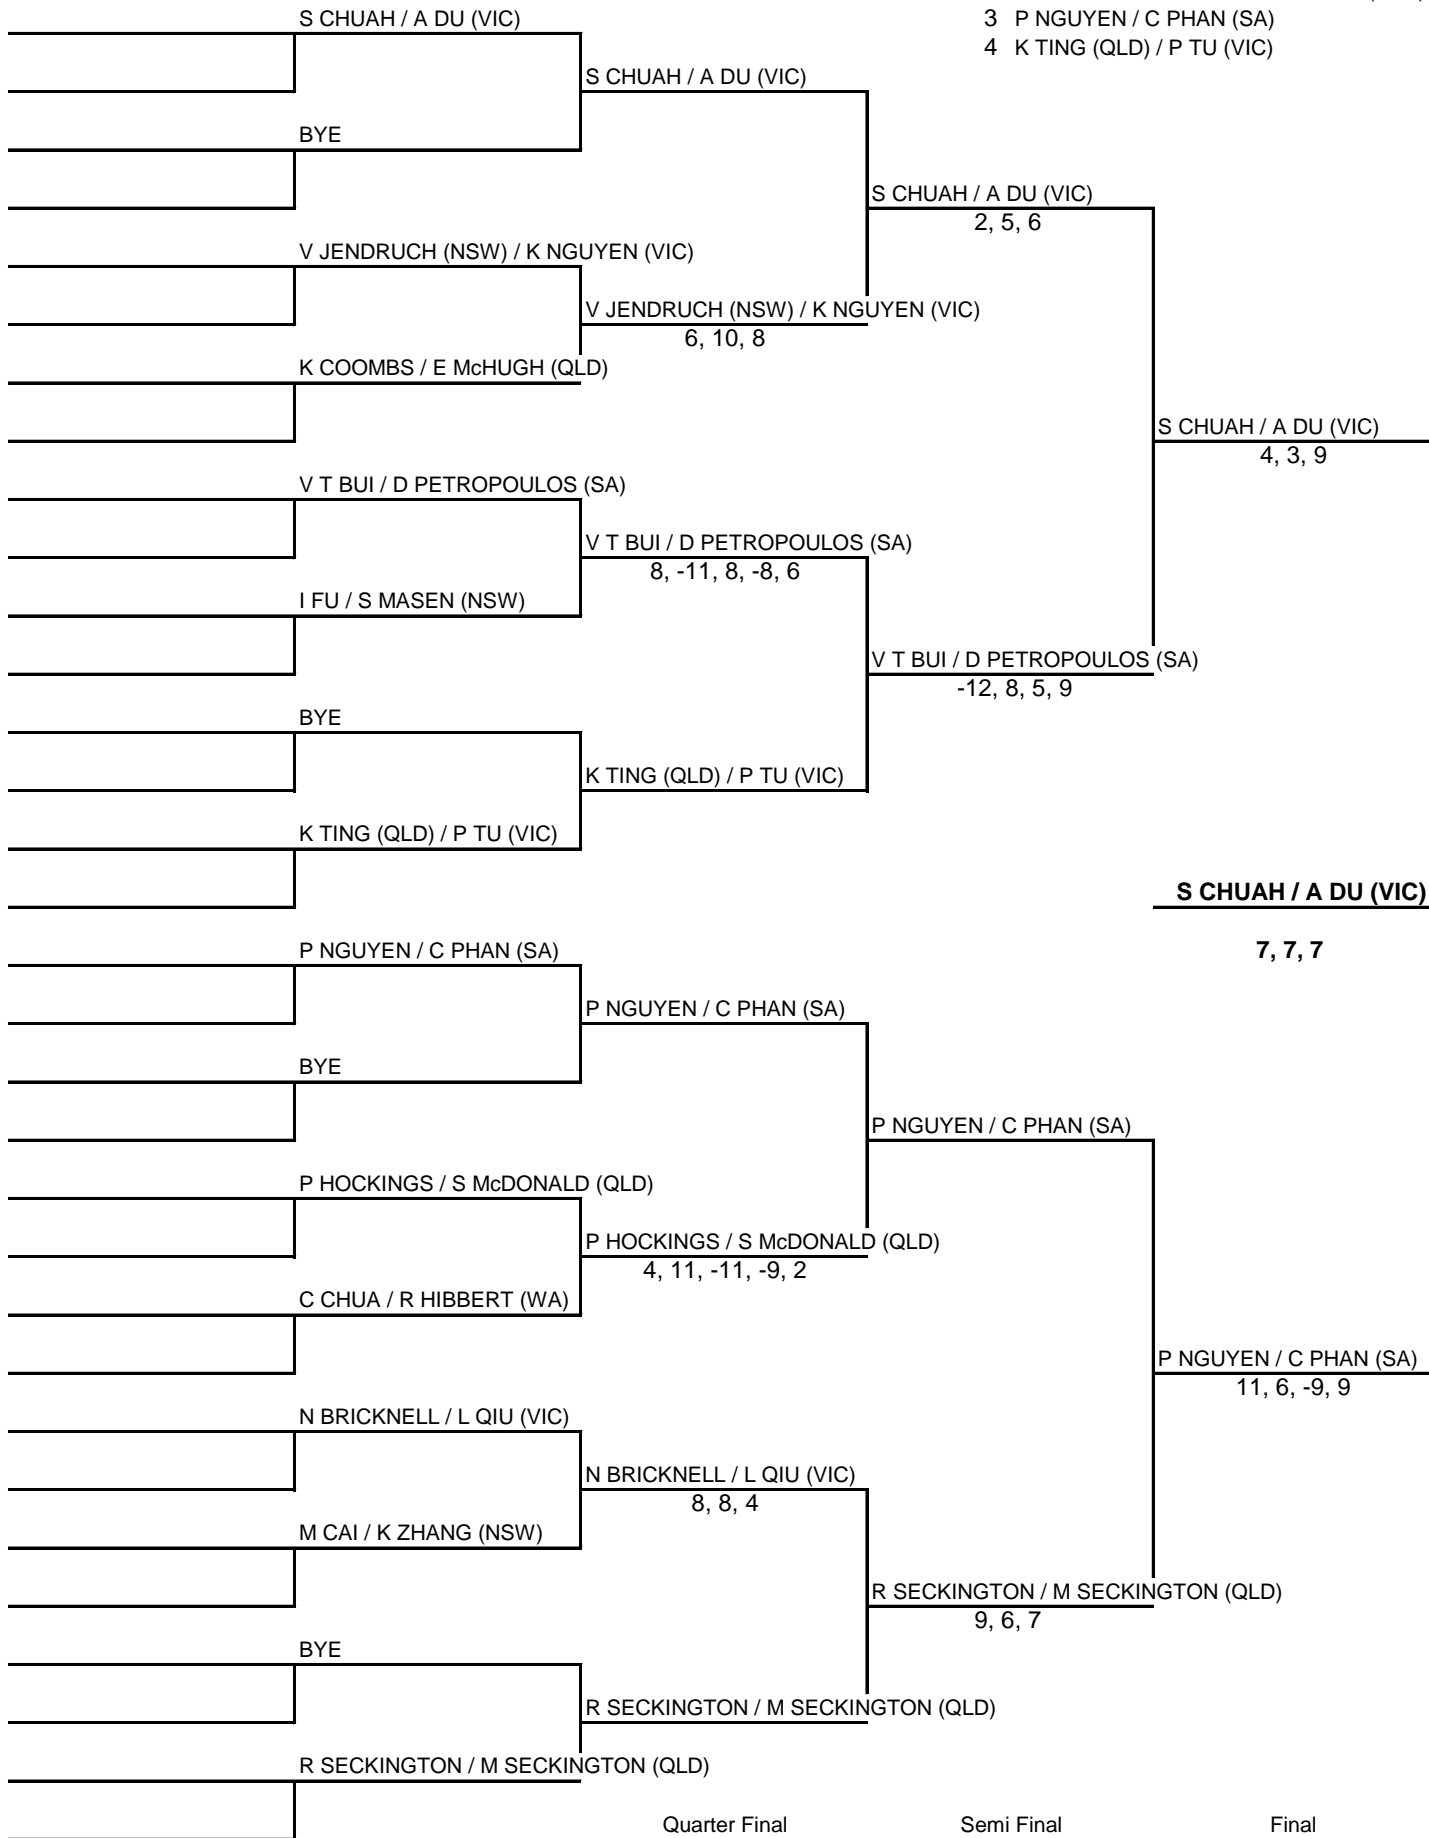 3 P NGUYEN / C PHAN (SA)
4 K TING (QLD) / P TU (VIC)
S CHUAH / A DU (VIC)
S CHUAH / A DU (VIC)
BYE
S CHUAH / A DU (VIC)
2, 5, 6
V JENDRUCH (NSW) / K NGUYEN (VIC)
V JENDRUCH (NSW) / K NGUYEN (VIC)
6, 10, 8
K COOMBS / E McHUGH (QLD)
S CHUAH / A DU (VIC)
4, 3, 9
V T BUI / D PETROPOULOS (SA)
V T BUI / D PETROPOULOS (SA)
8, -11, 8, -8, 6
I FU / S MASEN (NSW)
V T BUI / D PETROPOULOS (SA)
-12, 8, 5, 9
BYE
K TING (QLD) / P TU (VIC)
K TING (QLD) / P TU (VIC)
S CHUAH / A DU (VIC)
7, 7, 7
P NGUYEN / C PHAN (SA)
P NGUYEN / C PHAN (SA)
BYE
P NGUYEN / C PHAN (SA)
P HOCKINGS / S McDONALD (QLD)
P HOCKINGS / S McDONALD (QLD)
4, 11, -11, -9, 2
C CHUA / R HIBBERT (WA)
P NGUYEN / C PHAN (SA)
11, 6, -9, 9
N BRICKNELL / L QIU (VIC)
N BRICKNELL / L QIU (VIC)
8, 8, 4
M CAI / K ZHANG (NSW)
R SECKINGTON / M SECKINGTON (QLD)
9, 6, 7
BYE
R SECKINGTON / M SECKINGTON (QLD)
R SECKINGTON / M SECKINGTON (QLD)
Quarter Final Semi Final Final